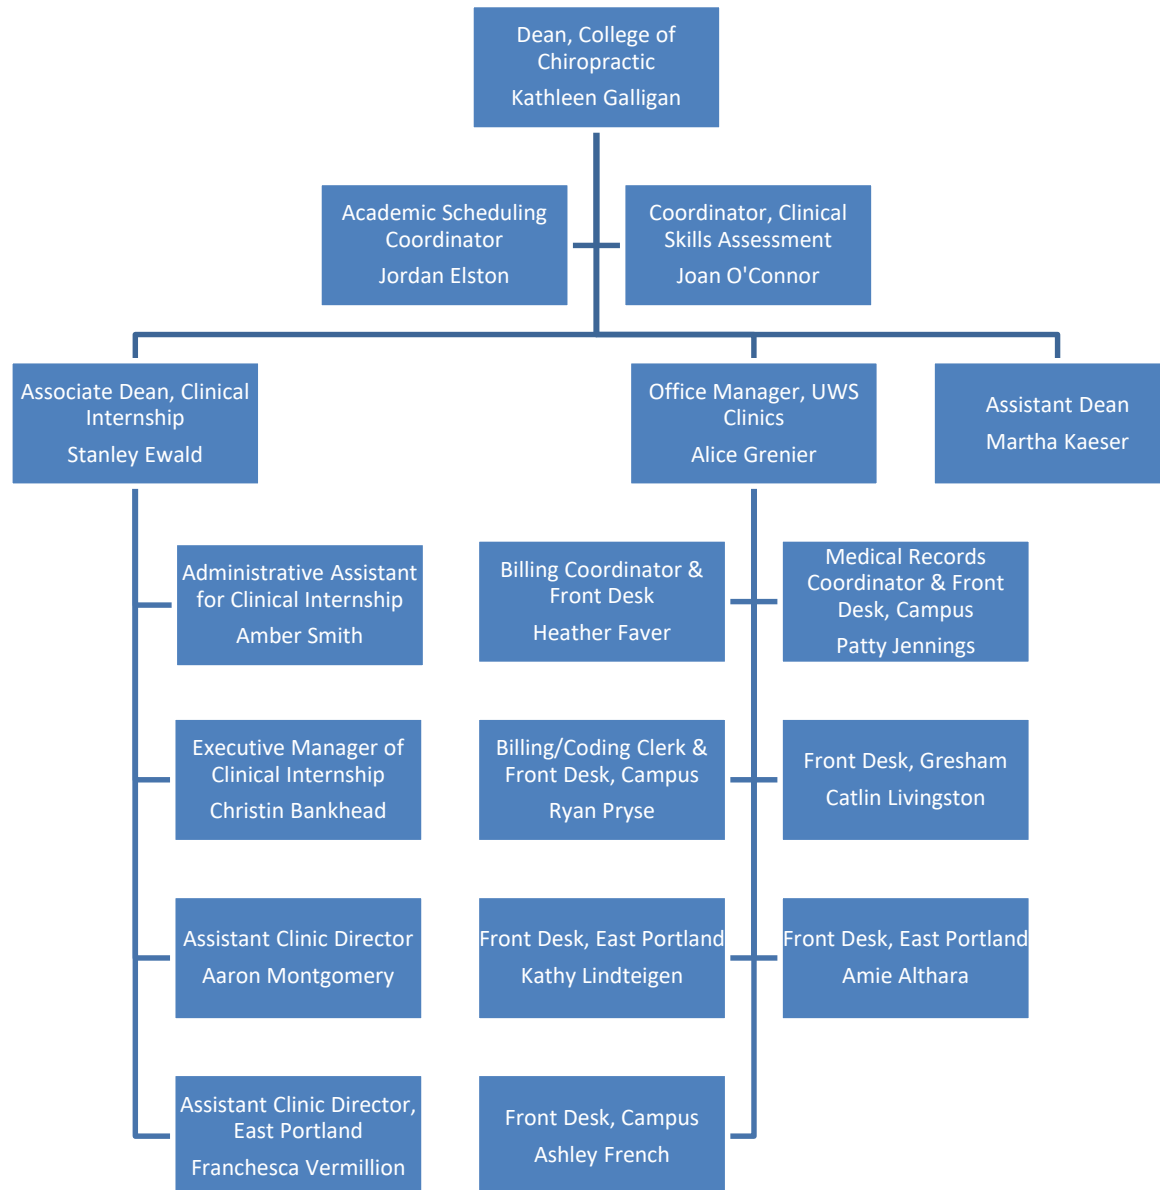 Dean, College of
Chiropractic
Kathleen Galligan
Academic Scheduling
Coordinator
Jordan Elston
Coordinator, Clinical
Skills Assessment
Joan O'Connor
Associate Dean, Clinical
Internship
Stanley Ewald
Office Manager, UWS
Clinics
Alice Grenier
Assistant Dean
Martha Kaeser
Administrative Assistant
for Clinical Internship
Amber Smith
Billing Coordinator &
Front Desk
Heather Faver
Medical Records
Coordinator & Front
Desk, Campus
Patty Jennings
Executive Manager of
Clinical Internship
Christin Bankhead
Billing/Coding Clerk &
Front Desk, Campus
Ryan Pryse
Front Desk, Gresham
Catlin Livingston
Assistant Clinic Director
Aaron Montgomery
Front Desk, East Portland
Kathy Lindteigen
Front Desk, East Portland
Amie Althara
Assistant Clinic Director,
East Portland
Franchesca Vermillion
Front Desk, Campus
Ashley French